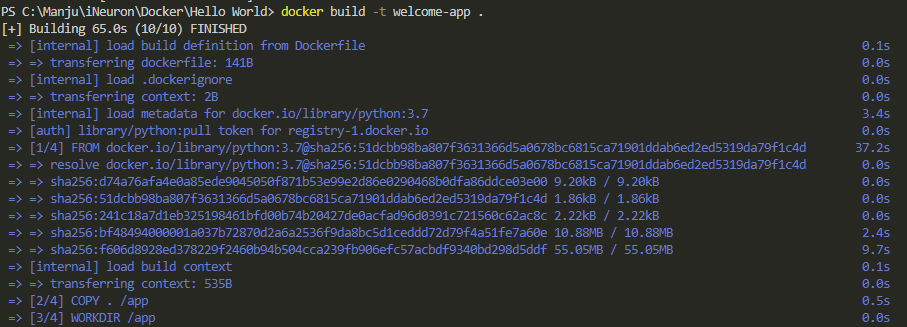 PS C:\Manju\iNeuron\Docker\Hello World> docker build -t welcome-app .
[+] Building 65.0s (10/10) FINISHED
=> [internal] load build definition from Dockerfile 0.1s
=> => transferring dockerfile: 141B 0.0s
=> [internal] load .dockerignore 0.0s
=> => transferring context: 2B 0.0s
=> [internal] load metadata for docker.io/library/python:3.7 3.4s
=> [auth] library/python:pull token for registry-1.docker.io 0.0s
=> [1/4] FROM docker.io/library/python:3.7@sha256:51dcbb98ba807f3631366d5a0678bc6815ca71901ddab6ed2ed5319da79f1c4d 37.2s
=> => resolve docker.io/library/python:3.7@sha256:51dcbb98ba807f3631366d5a0678bc6815ca71901ddab6ed2ed5319da79f1c4d 0.0s
=> => sha256:d74a76afa4e0a85ede9045050f871b53e99e2d86e0290468b0dfa86ddce03e00 9.20kB / 9.20kB 0.0s
=> => sha256:51dcbb98ba807f3631366d5a0678bc6815ca71901ddab6ed2ed5319da79f1c4d 1.86kB / 1.86kB 0.0s
=> => sha256:241c18a7d1eb325198461bfd00b74b20427de0acfad96d0391c721560c62ac8c 2.22kB / 2.22kB 0.0s
=> => sha256:bf48494000001a037b72870d2a6a2536f9da8bc5d1ceddd72d79f4a51fe7a60e 10.88MB / 10.88MB 2.4s
=> => sha256:f606d8928ed378229f2460b94b504cca239fb906efc57acbdf9340bd298d5ddf 55.05MB / 55.05MB 9.7s
=> [internal] load build context 0.1s
=> => transferring context: 535B 0.0s
=> [2/4] COPY . /app 0.5s
=> [3/4] WORKDIR /app 0.0s